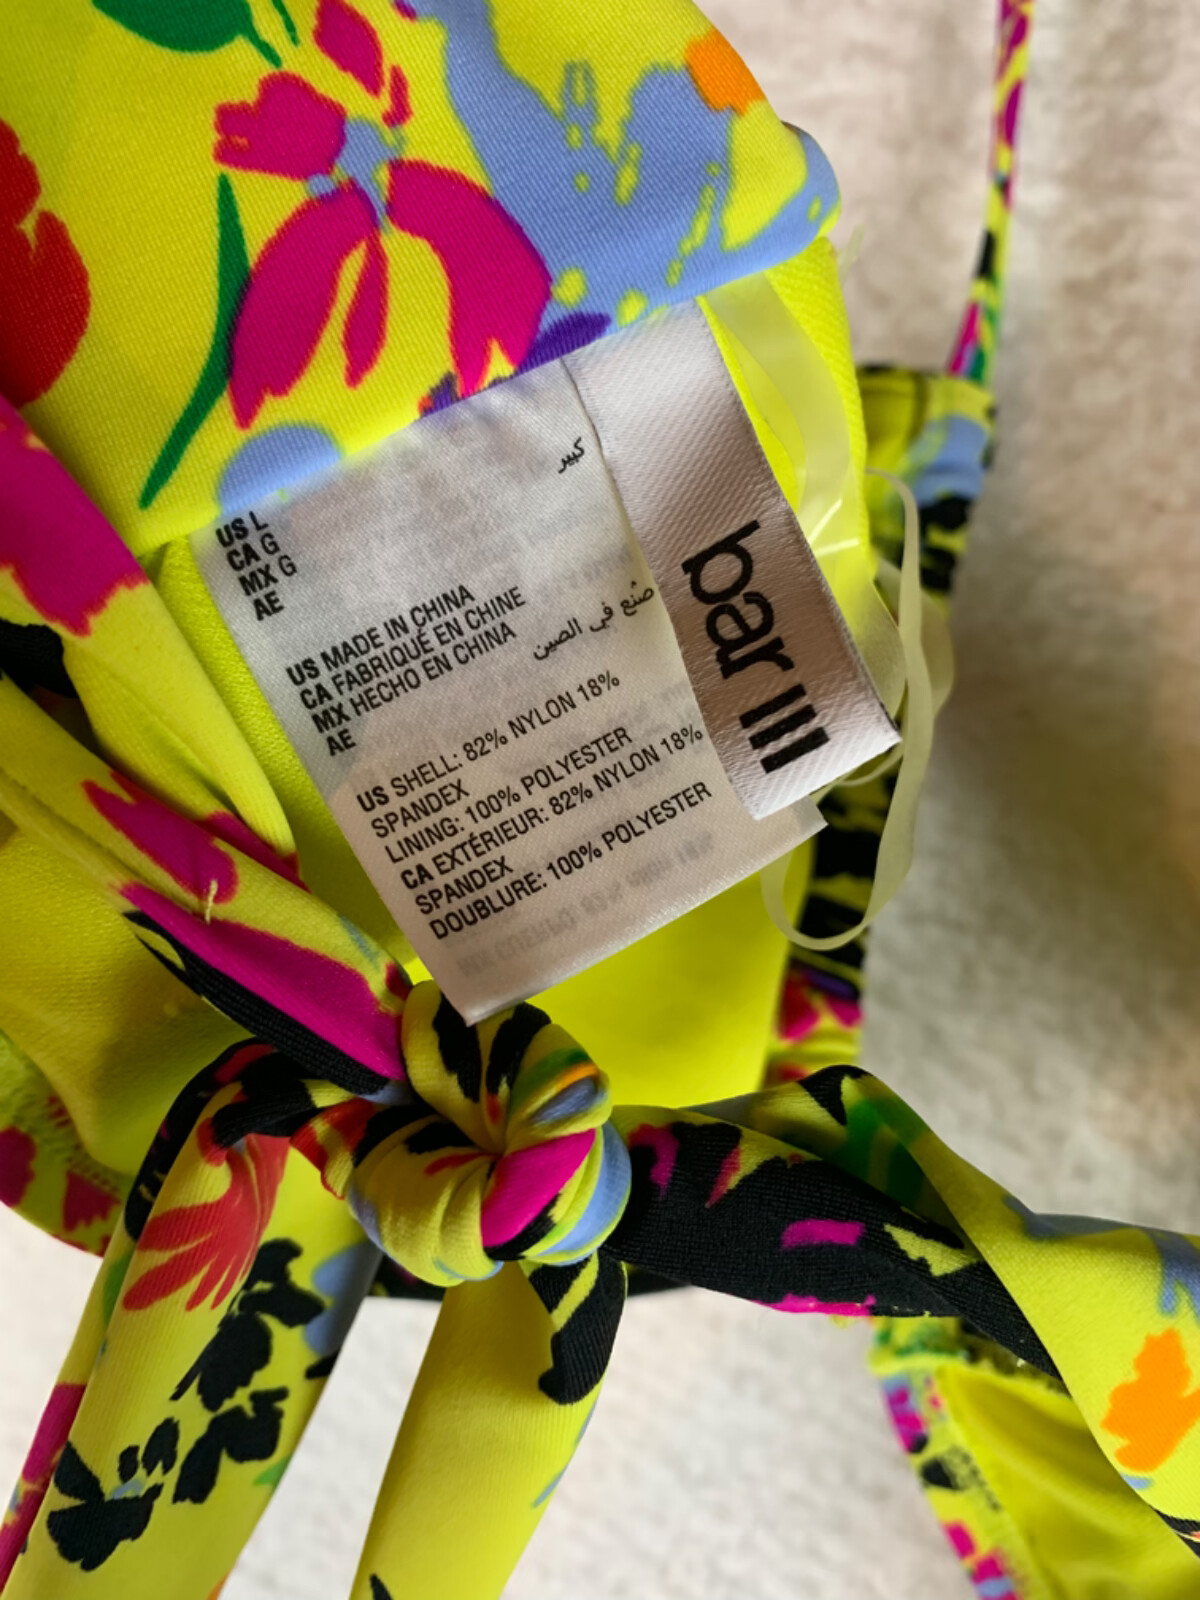 كبير
US L
CA G
MX G
AE
US MADE IN CHINA
CA FABRIQUÉ EN CHINE
MX HECHO EN CHINA
AE
صُنع في الصين
US SHELL: 82% NYLON 18%
SPANDEX
LINING: 100% POLYESTER
CA EXTÉRIEUR: 82% NYLON 18%
SPANDEX
DOUBLURE: 100% POLYESTER
bar III